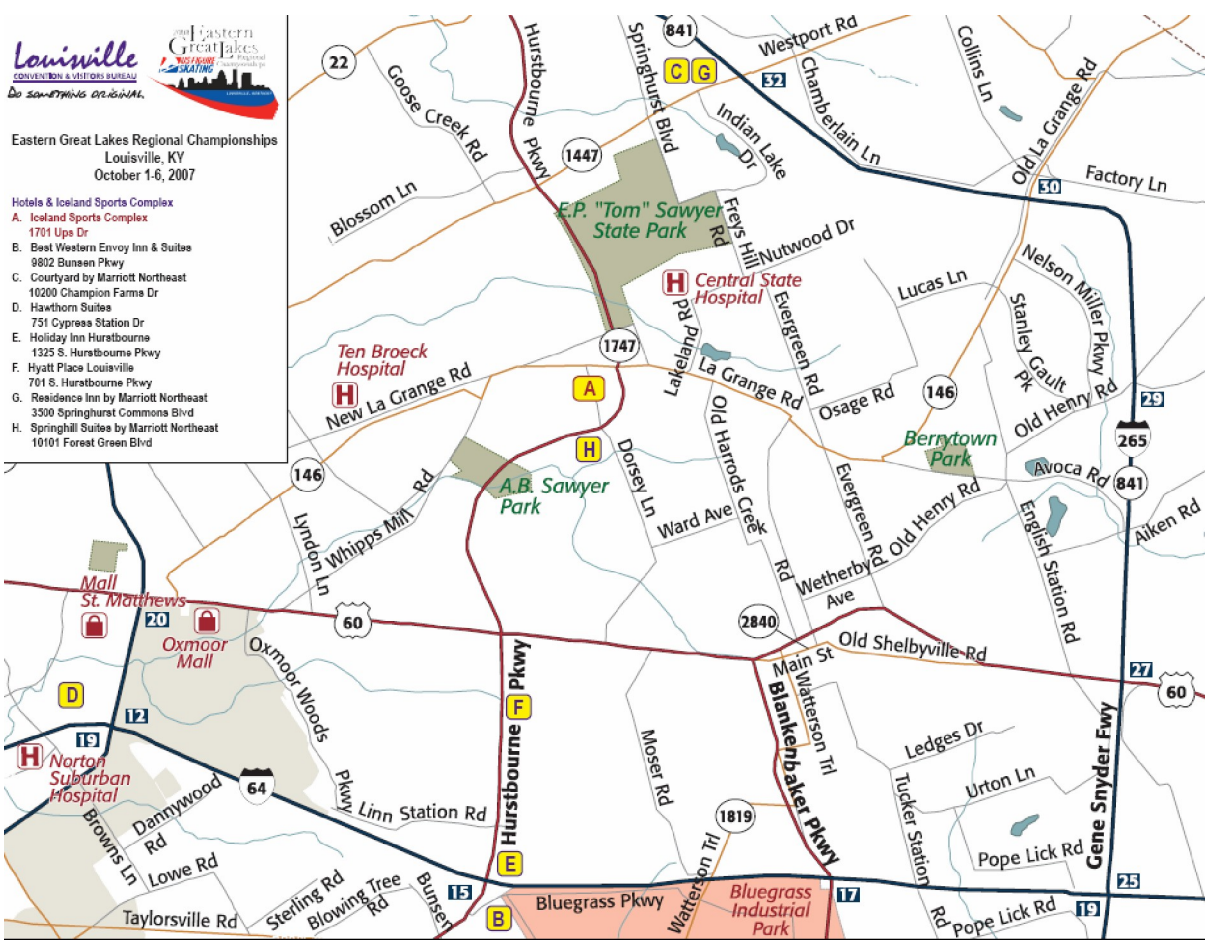 Louisville
CONVENTION & VISITORS BUREAU
DO SOMETHING ORIGINAL.
Eastern
Great Lakes
Regional
Championships
US FIGURE
SKATING
Eastern Great Lakes Regional Championships
Louisville, KY
October 1-6, 2007
Hotels & Iceland Sports Complex
A. Iceland Sports Complex
1701 Ups Dr
B. Best Western Envoy Inn & Suites
9802 Bunsen Pkwy
C. Courtyard by Marriott Northeast
10200 Champion Farms Dr
D. Hawthorn Suites
751 Cypress Station Dr
E. Holiday Inn Hurstbourne
1325 S. Hurstbourne Pkwy
F. Hyatt Place Louisville
701 S. Hurstbourne Pkwy
G. Residence Inn by Marriott Northeast
3500 Springhurst Commons Blvd
H. Springhill Suites by Marriott Northeast
10101 Forest Green Blvd
22
Goose Creek Rd
Hurstbourne Pkwy
Springhurst Blvd
841
C
G
Westport Rd
32
Chamberlain Ln
Collins Ln
Old La Grange Rd
Indian Lake Dr
1447
Blossom Ln
30
Factory Ln
E.P. "Tom" Sawyer
State Park
Freys Hill Rd
Nutwood Dr
H
Central State
Hospital
Lucas Ln
Nelson Miller Pkwy
Stanley Gault Pk
Lakeland Rd
Evergreen Rd
1747
Ten Broeck
Hospital
H
New La Grange Rd
A
La Grange Rd
Osage Rd
146
Old Henry Rd
29
Old Harrods Creek Rd
H
Dorsey Ln
Berrytown
Park
265
841
Avoca Rd
146
Whipps Mill Rd
A.B. Sawyer
Park
Lyndon Ln
Ward Ave
Evergreen Rd
Old Henry Rd
English Station Rd
Aiken Rd
Wetherby Ave
Mall
St. Matthews
20
Oxmoor
Mall
60
2840
Main St
Old Shelbyville Rd
27
60
Oxmoor Woods Pkwy
D
12
19
F
Hurstbourne Pkwy
Moser Rd
Blankenbaker Pkwy
Watterson Trl
Ledges Dr
Gene Snyder Fwy
H
Norton
Suburban
Hospital
64
Urton Ln
Tucker Station Rd
Dannywood Rd
Linn Station Rd
1819
Browns Ln
Lowe Rd
E
Pope Lick Rd
Watterson Trl
Sterling Rd
Blowing Tree Rd
Bunsen
15
Bluegrass Pkwy
Bluegrass
Industrial
Park
17
25
19
Taylorsville Rd
B
Pope Lick Rd